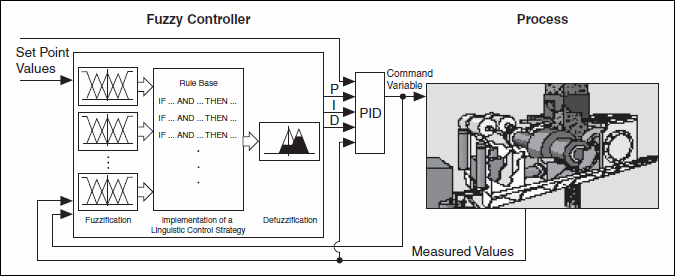 Fuzzy Controller
Process
Set Point
Values
Rule Base
IF ... AND ... THEN ...
IF ... AND ... THEN ...
IF ... AND ... THEN ...
.
.
.
P
I
D
PID
Command
Variable
Fuzzification
Implementation of a
Linguistic Control Strategy
Defuzzification
Measured Values